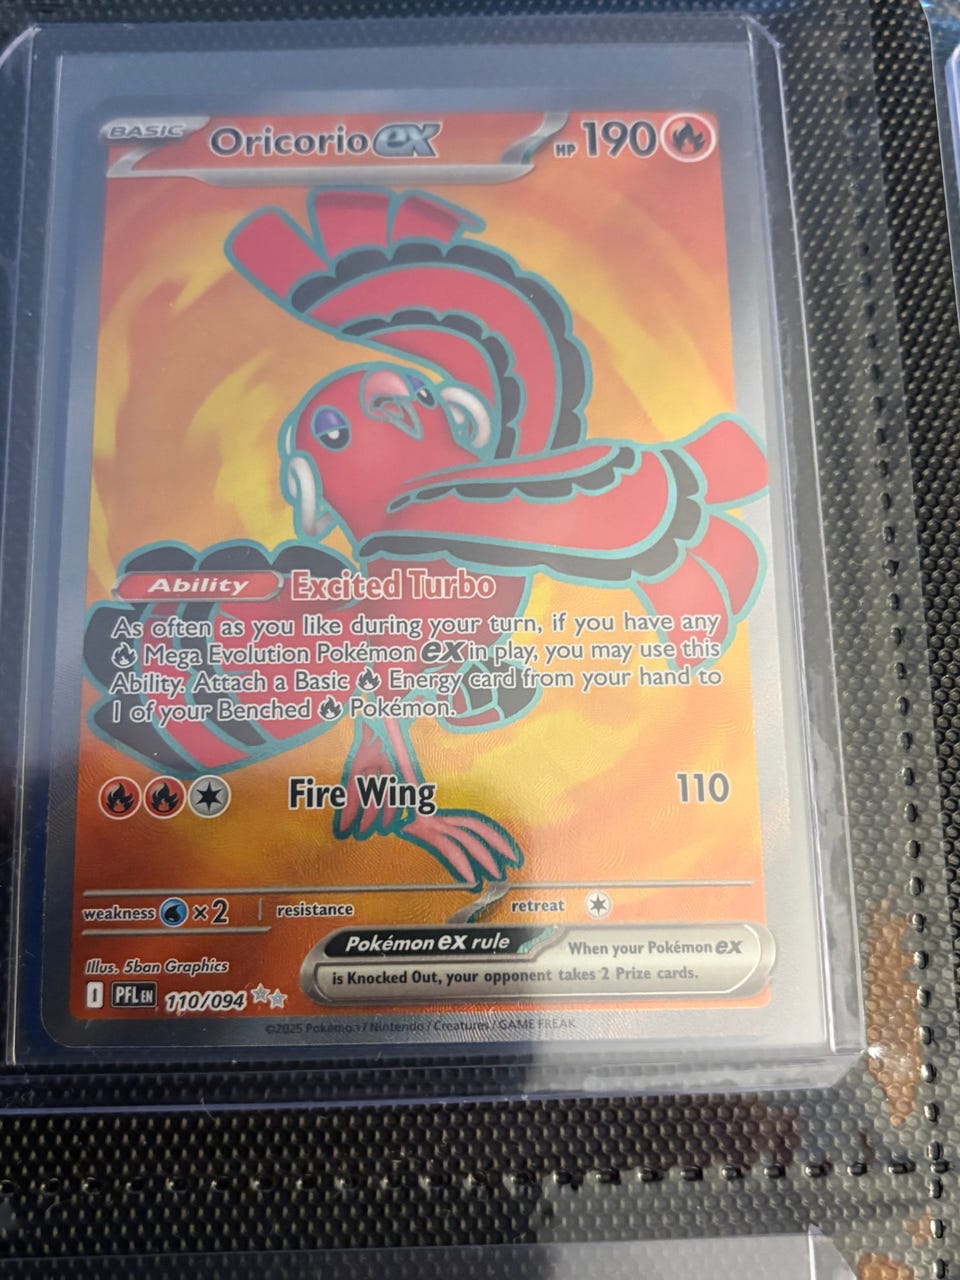 BASIC Oricorio ex HP 190
Ability Excited Turbo
As often as you like during your turn, if you have any
Mega Evolution Pokémon ex in play, you may use this
Ability. Attach a Basic Energy card from your hand to
1 of your Benched Pokémon.
Fire Wing 110
weakness ×2 resistance retreat
Pokémon ex rule When your Pokémon ex
is Knocked Out, your opponent takes 2 Prize cards.
Illus. 5ban Graphics
I PFL EN 110/094
©2025 Pokémon / Nintendo / Creatures / GAME FREAK